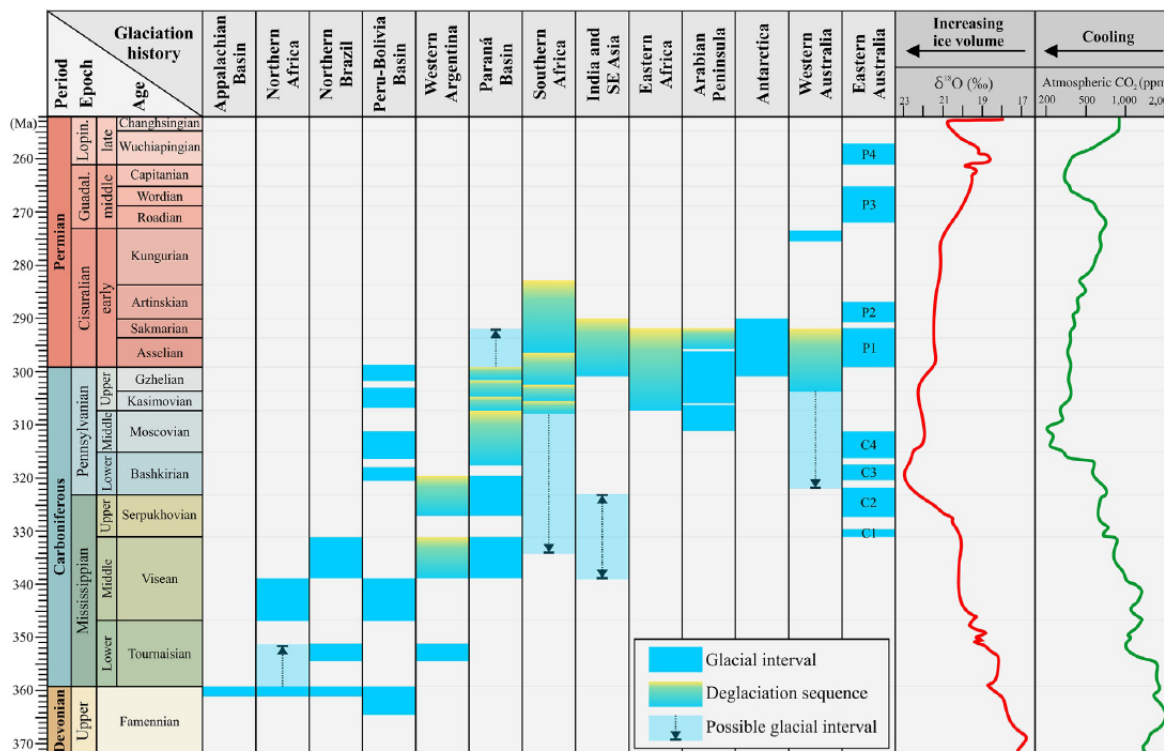 Glaciation history
Period
Epoch
Age
Appalachian Basin
Northern Africa
Northern Brazil
Peru-Bolivia Basin
Western Argentina
Paraná Basin
Southern Africa
India and SE Asia
Eastern Africa
Arabian Peninsula
Antarctica
Western Australia
Eastern Australia
Increasing ice volume
δ¹⁸O (‰)
23 21 19 17
Cooling
Atmospheric CO₂ (ppm
200 500 1,000 2,0
(Ma)
260
270
280
290
300
310
320
330
340
350
360
370
Permian
Carboniferous
Devonian
Lopin.
Guadal.
Cisuralian
Pennsylvanian
Mississippian
Upper
late
middle
early
Upper
Middle
Lower
Upper
Middle
Lower
Changhsingian
Wuchiapingian
Capitanian
Wordian
Roadian
Kungurian
Artinskian
Sakmarian
Asselian
Gzhelian
Kasimovian
Moscovian
Bashkirian
Serpukhovian
Visean
Tournaisian
Famennian
P4
P3
P2
P1
C4
C3
C2
C1
Glacial interval
Deglaciation sequence
Possible glacial interval